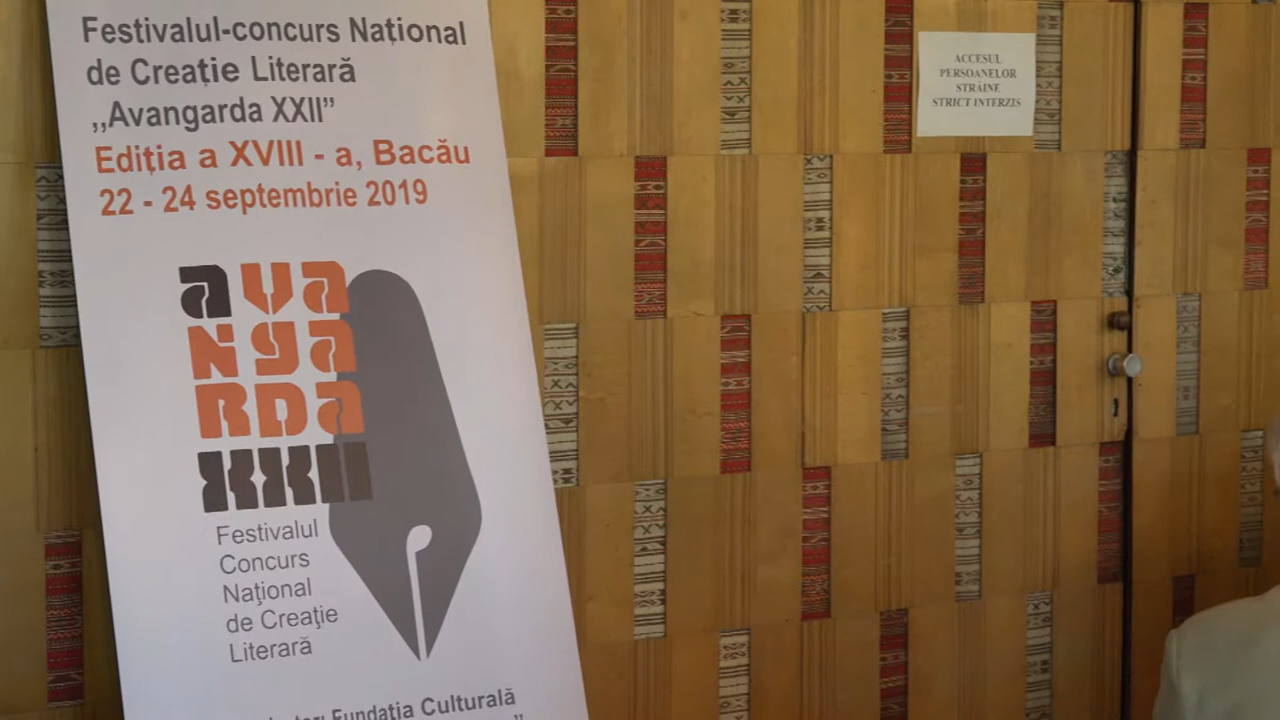 Festivalul-concurs Național
de Creație Literară
,,Avangarda XXII”
Ediția a XVIII - a, Bacău
22 - 24 septembrie 2019
ACCESUL
PERSOANELOR
STRĂINE
STRICT INTERZIS
ava
nga
rda
XXII
Festivalul
Concurs
Naţional
de Creaţie
Literară
Fundația Culturală
”